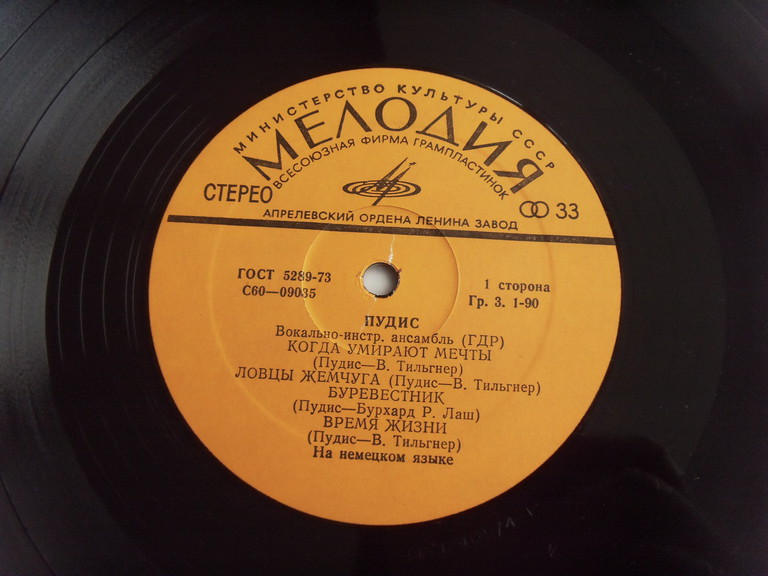 МИНИСТЕРСТВО КУЛЬТУРЫ СССР
МЕЛОДИЯ
ВСЕСОЮЗНАЯ ФИРМА ГРАМПЛАСТИНОК
СТЕРЕО
33
АПРЕЛЕВСКИЙ ОРДЕНА ЛЕНИНА ЗАВОД
ГОСТ 5289-73
С60—09035
1 сторона
Гр. 3. 1-90
ПУДИС
Вокально-инстр. ансамбль (ГДР)
КОГДА УМИРАЮТ МЕЧТЫ
(Пудис—В. Тильгнер)
ЛОВЦЫ ЖЕМЧУГА (Пудис—В. Тильгнер)
БУРЕВЕСТНИК
(Пудис—Бурхард Р. Лаш)
ВРЕМЯ ЖИЗНИ
(Пудис—В. Тильгнер)
На немецком языке